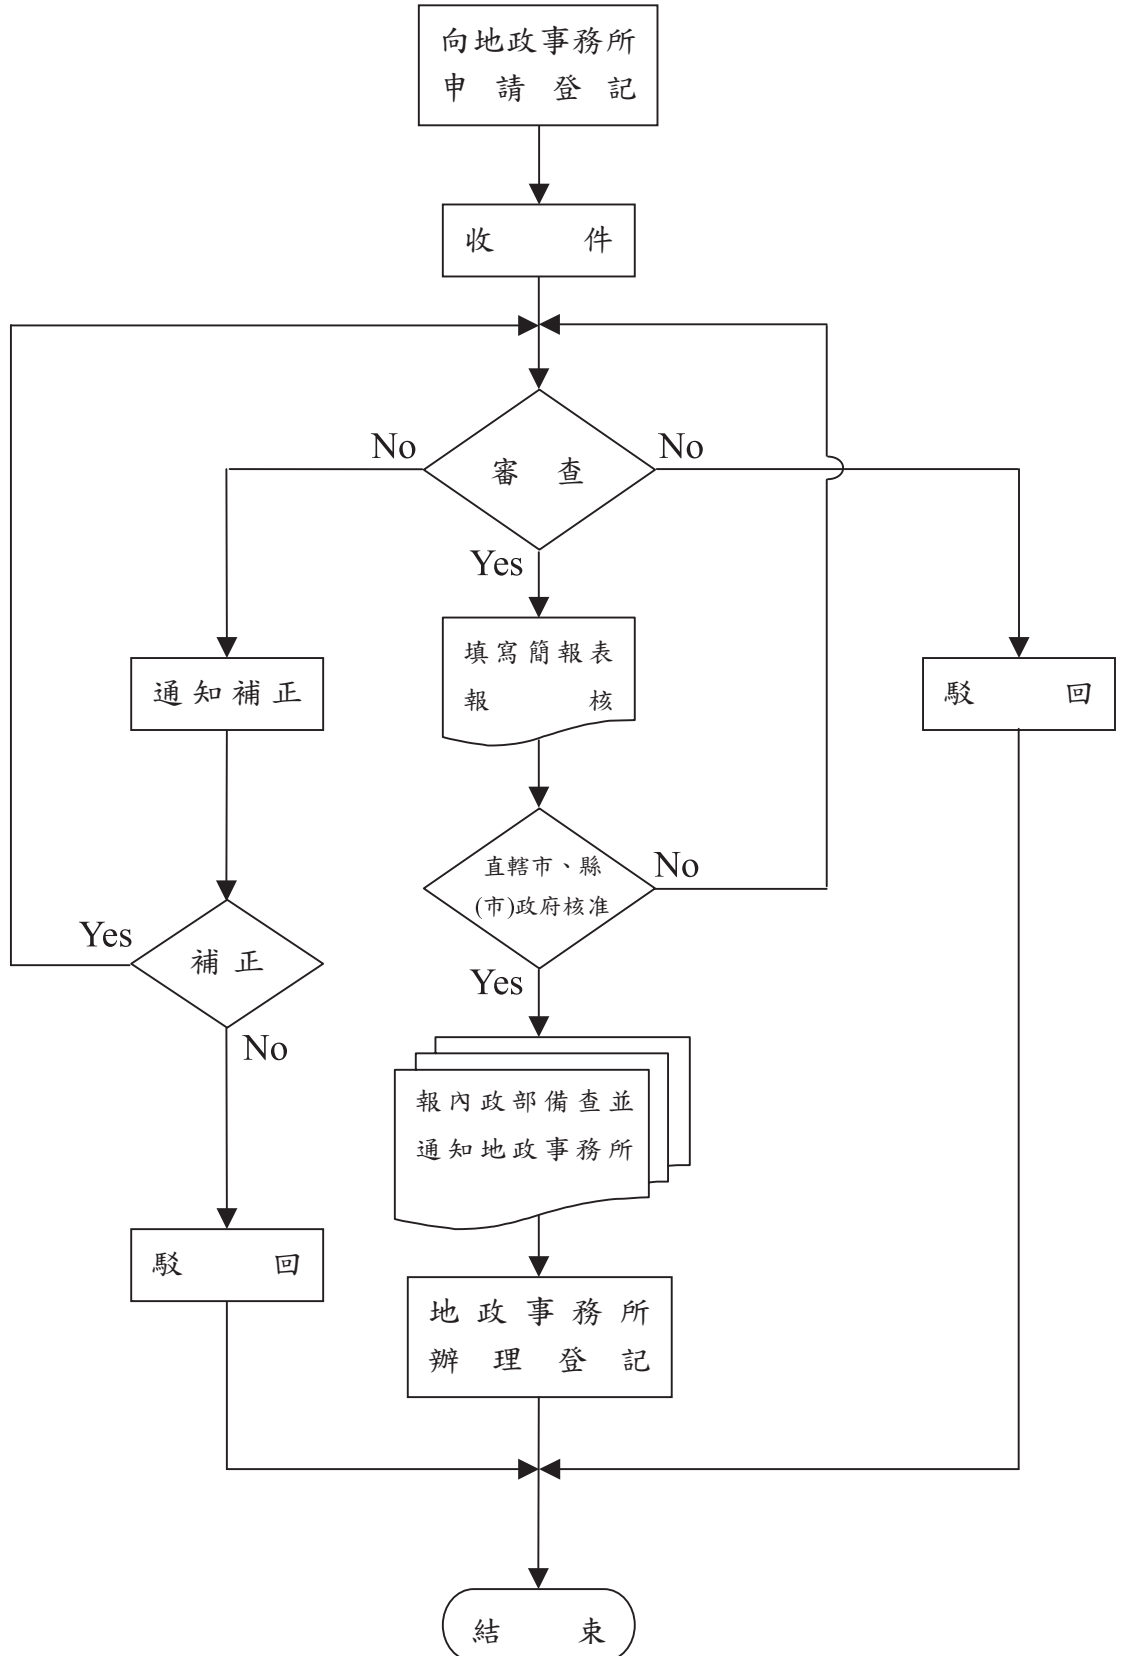 向地政事務所
申請登記
收件
No
審查
No
Yes
填寫簡報表
報核
通知補正
駁回
直轄市、縣
(市)政府核准
No
Yes
補正
Yes
No
報內政部備查並
通知地政事務所
駁回
地政事務所
辦理登記
結束